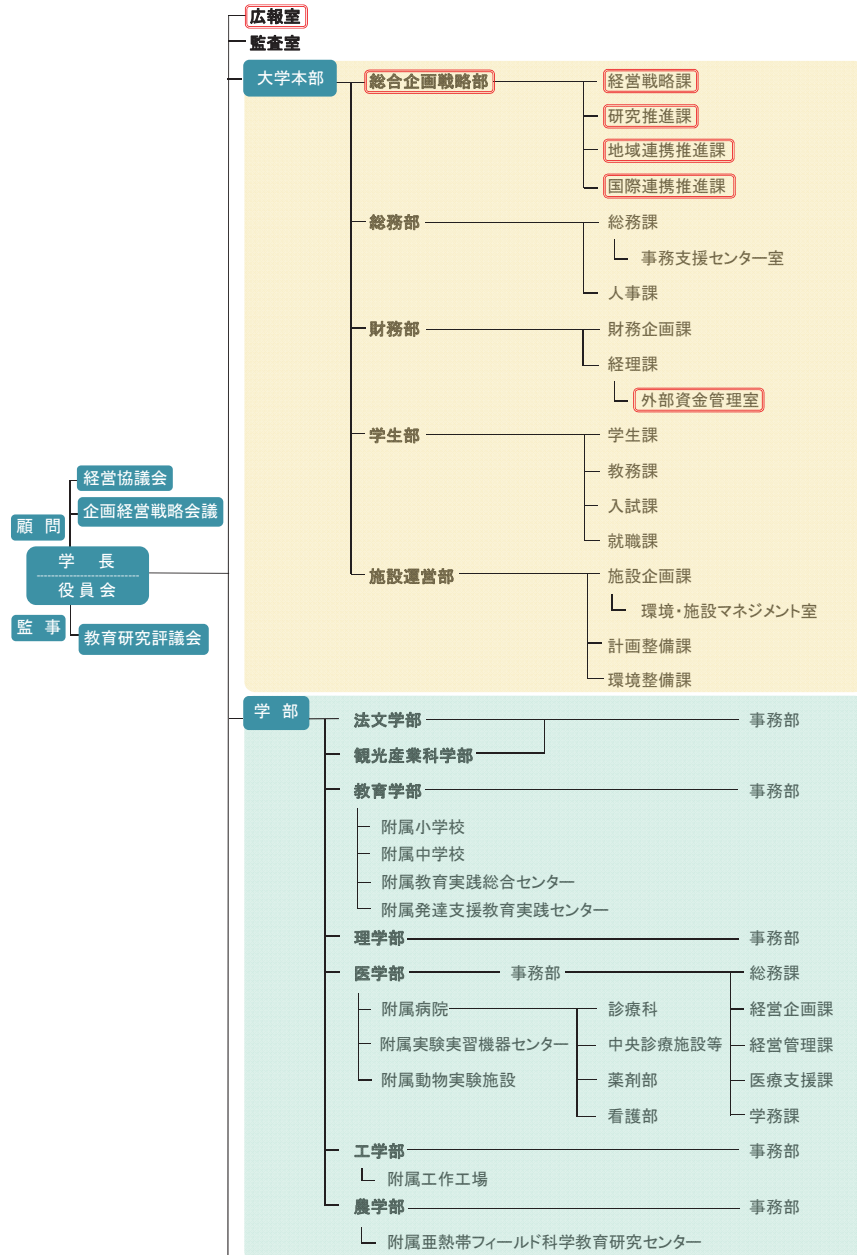 広報室
監査室
大学本部
総合企画戦略部
経営戦略課
研究推進課
地域連携推進課
国際連携推進課
総務部
総務課
事務支援センター室
人事課
財務部
財務企画課
経理課
外部資金管理室
学生部
学生課
教務課
入試課
就職課
施設運営部
施設企画課
環境・施設マネジメント室
計画整備課
環境整備課
経営協議会
企画経営戦略会議
顧 問
学 長
役員会
監 事
教育研究評議会
学 部
法文学部 事務部
観光産業科学部
教育学部 事務部
附属小学校
附属中学校
附属教育実践総合センター
附属発達支援教育実践センター
理学部 事務部
医学部 事務部 総務課
附属病院 診療科 経営企画課
附属実験実習機器センター 中央診療施設等 経営管理課
附属動物実験施設 薬剤部 医療支援課
看護部 学務課
工学部 事務部
附属工作工場
農学部 事務部
附属亜熱帯フィールド科学教育研究センター